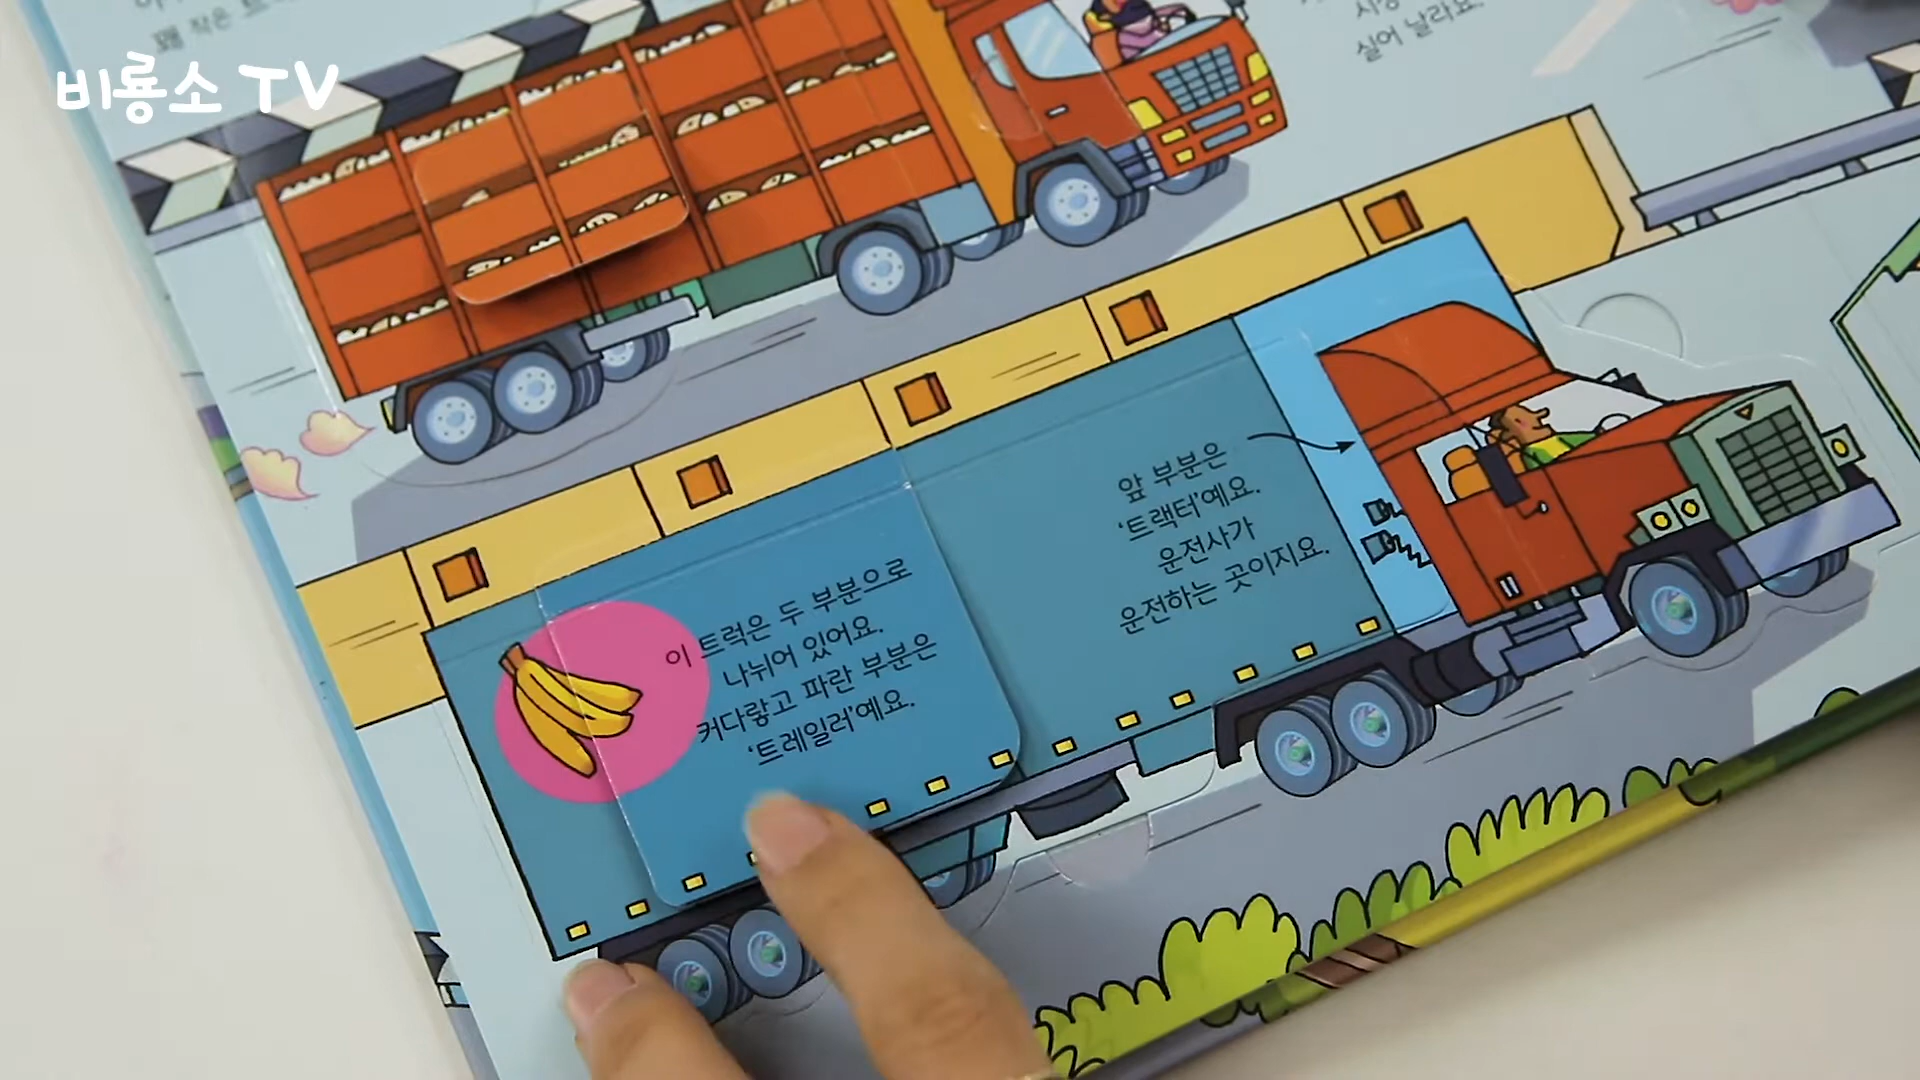 비룡소 TV
꽤 작은
실어 날라요.
이 트럭은 두 부분으로
나뉘어 있어요.
커다랗고 파란 부분은
'트레일러'예요.
앞 부분은
'트랙터'예요.
운전사가
운전하는 곳이지요.